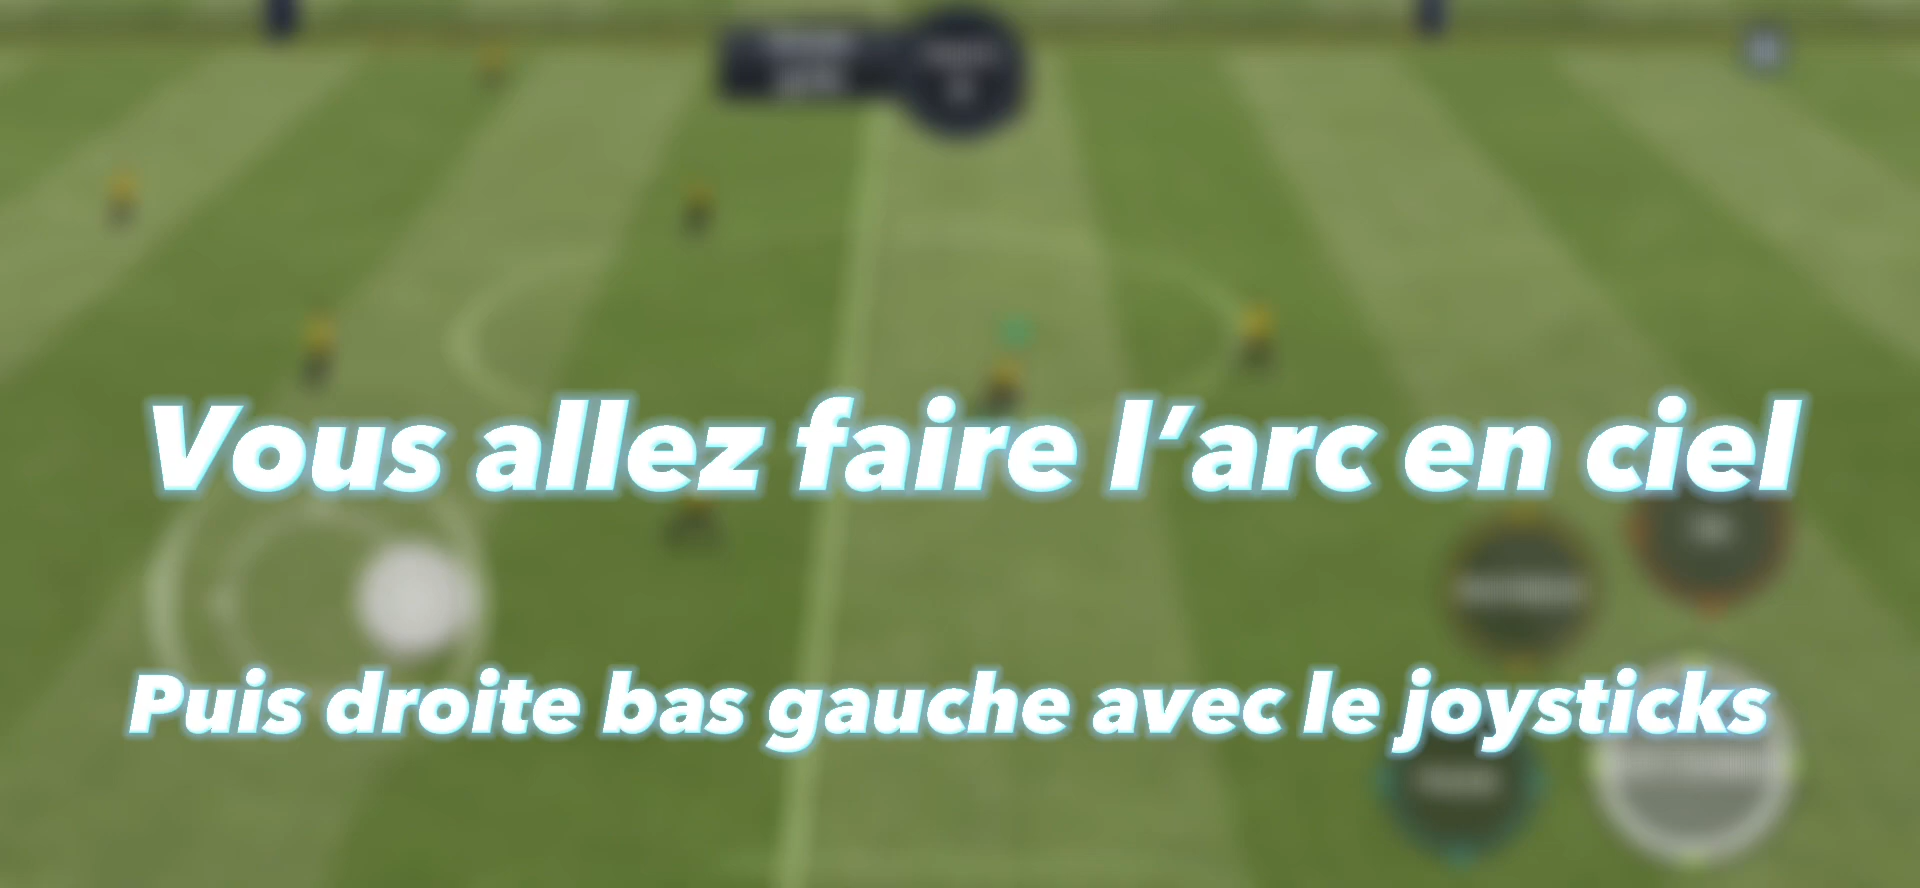 Vous allez faire l’arc en ciel
Puis droite bas gauche avec le joysticks